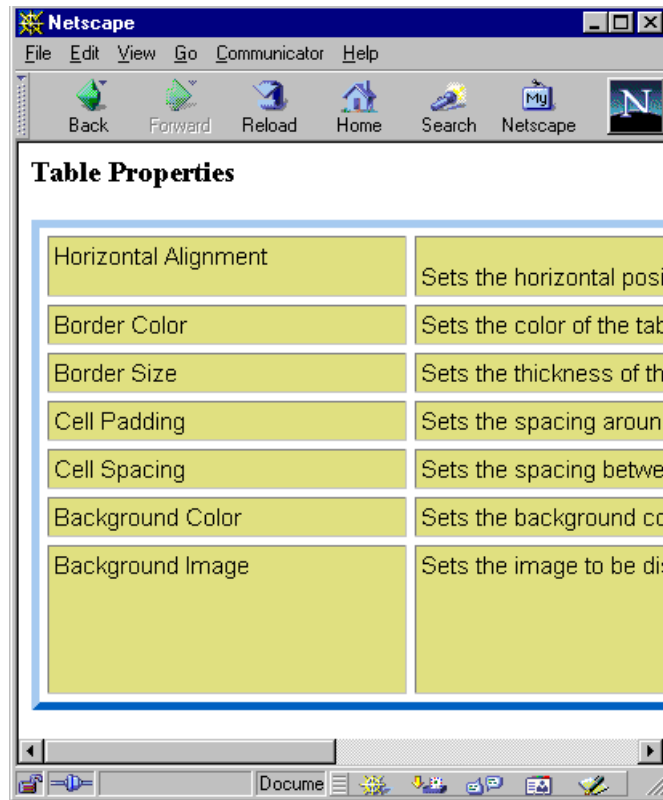 Netscape
File Edit View Go Communicator Help
My N
Back Forward Reload Home Search Netscape
Table Properties
Horizontal Alignment
Sets the horizontal posi
Border Color Sets the color of the tab
Border Size Sets the thickness of th
Cell Padding Sets the spacing aroun
Cell Spacing Sets the spacing betwe
Background Color Sets the background co
Background Image Sets the image to be dis
Docume